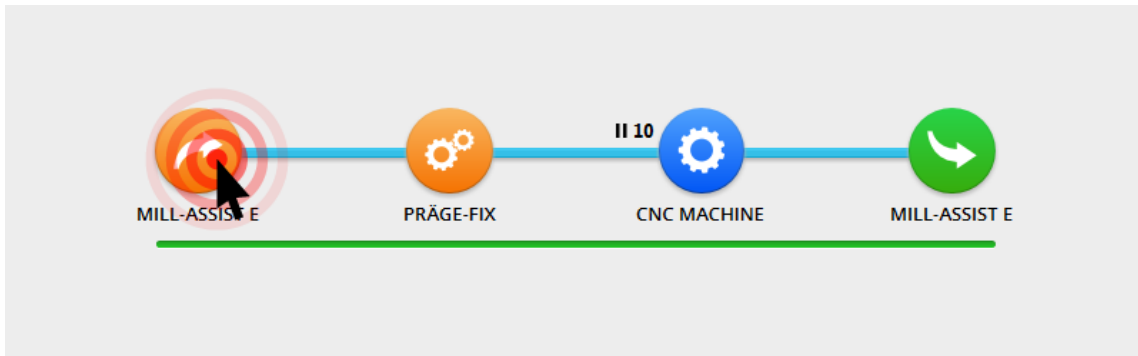 II 10
MILL-ASSIST E
PRÄGE-FIX
CNC MACHINE
MILL-ASSIST E